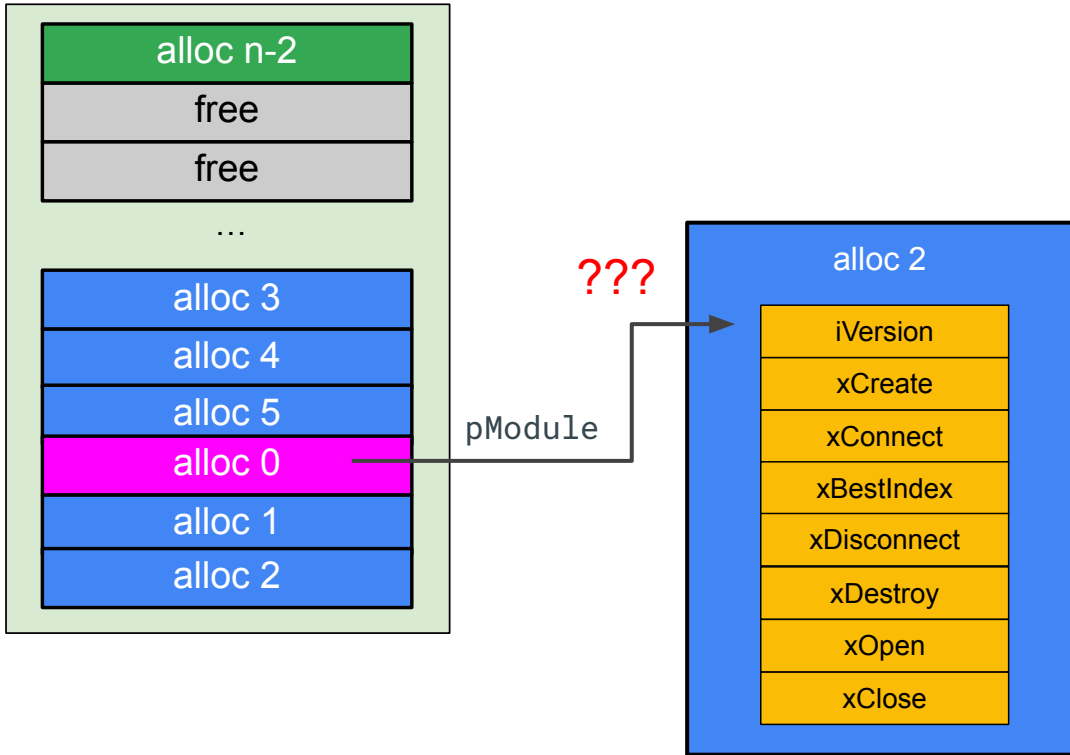 alloc n-2
free
free
...
alloc 3
alloc 4
alloc 5
alloc 0
alloc 1
alloc 2
pModule
???
alloc 2
iVersion
xCreate
xConnect
xBestIndex
xDisconnect
xDestroy
xOpen
xClose